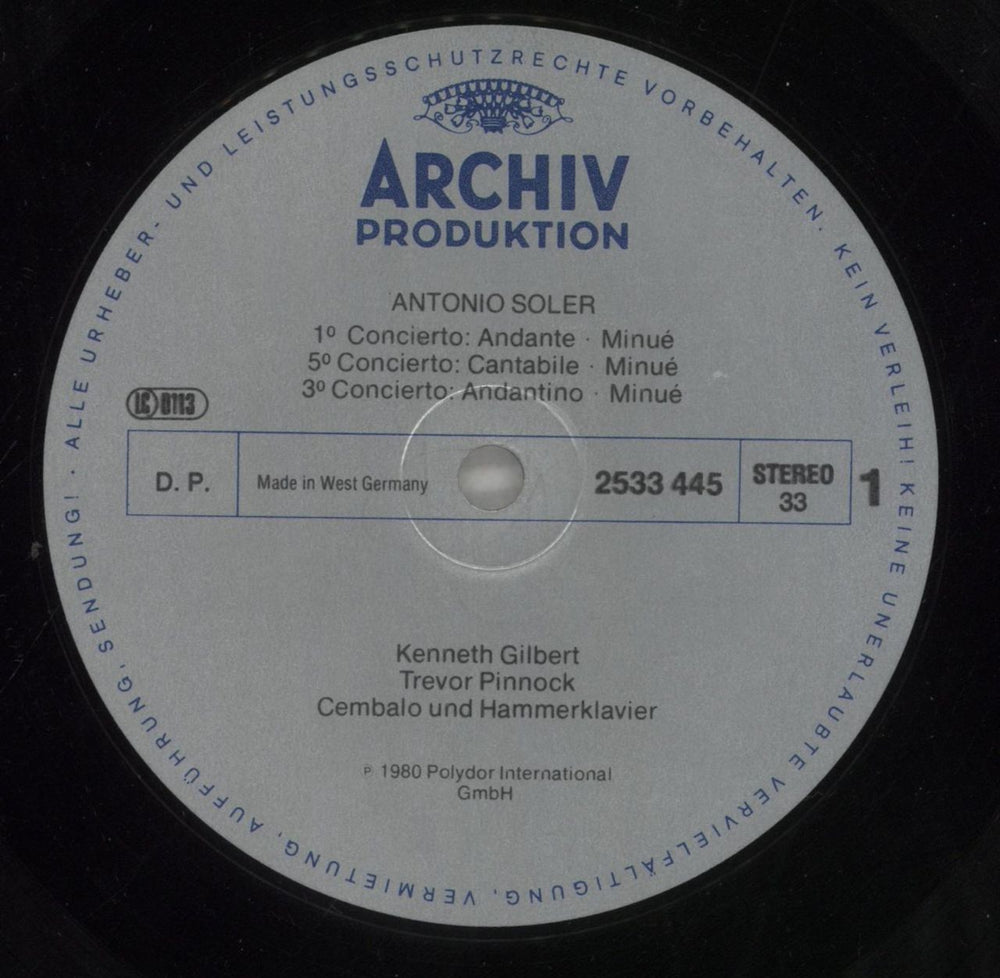 ALLE URHEBER- UND LEISTUNGSSCHUTZRECHTE VORBEHALTEN. KEIN VERLEIH! KEINE UNERLAUBTE VERVIELFÄLTIGUNG, VERMIETUNG, AUFFÜHRUNG, SENDUNG! ·
ARCHIV
PRODUKTION
ANTONIO SOLER
1º Concierto: Andante · Minué
5º Concierto: Cantabile · Minué
3º Concierto: Andantino · Minué
LC 0113
D. P. Made in West Germany 2533 445 STEREO 33 1
Kenneth Gilbert
Trevor Pinnock
Cembalo und Hammerklavier
℗ 1980 Polydor International
GmbH